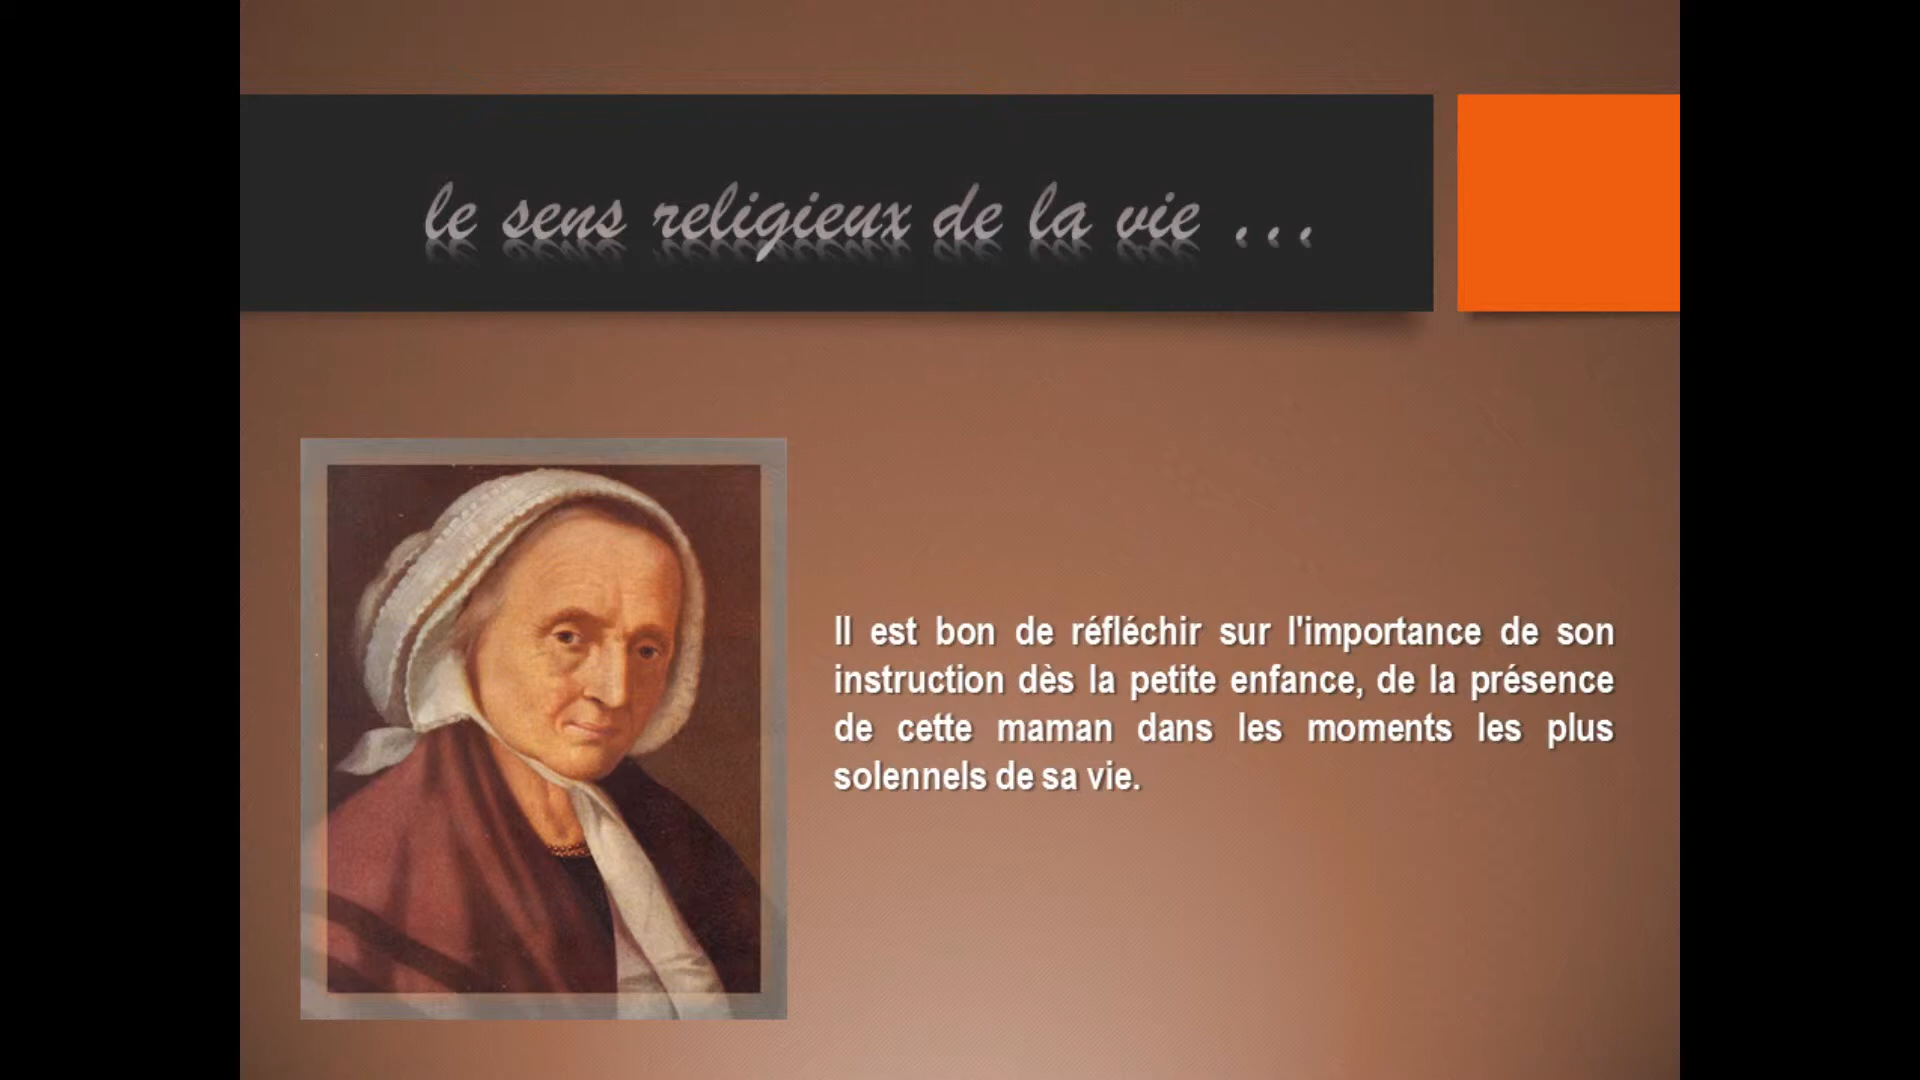 le sens religieux de la vie ...
Il est bon de réfléchir sur l'importance de son
instruction dès la petite enfance, de la présence
de cette maman dans les moments les plus
solennels de sa vie.